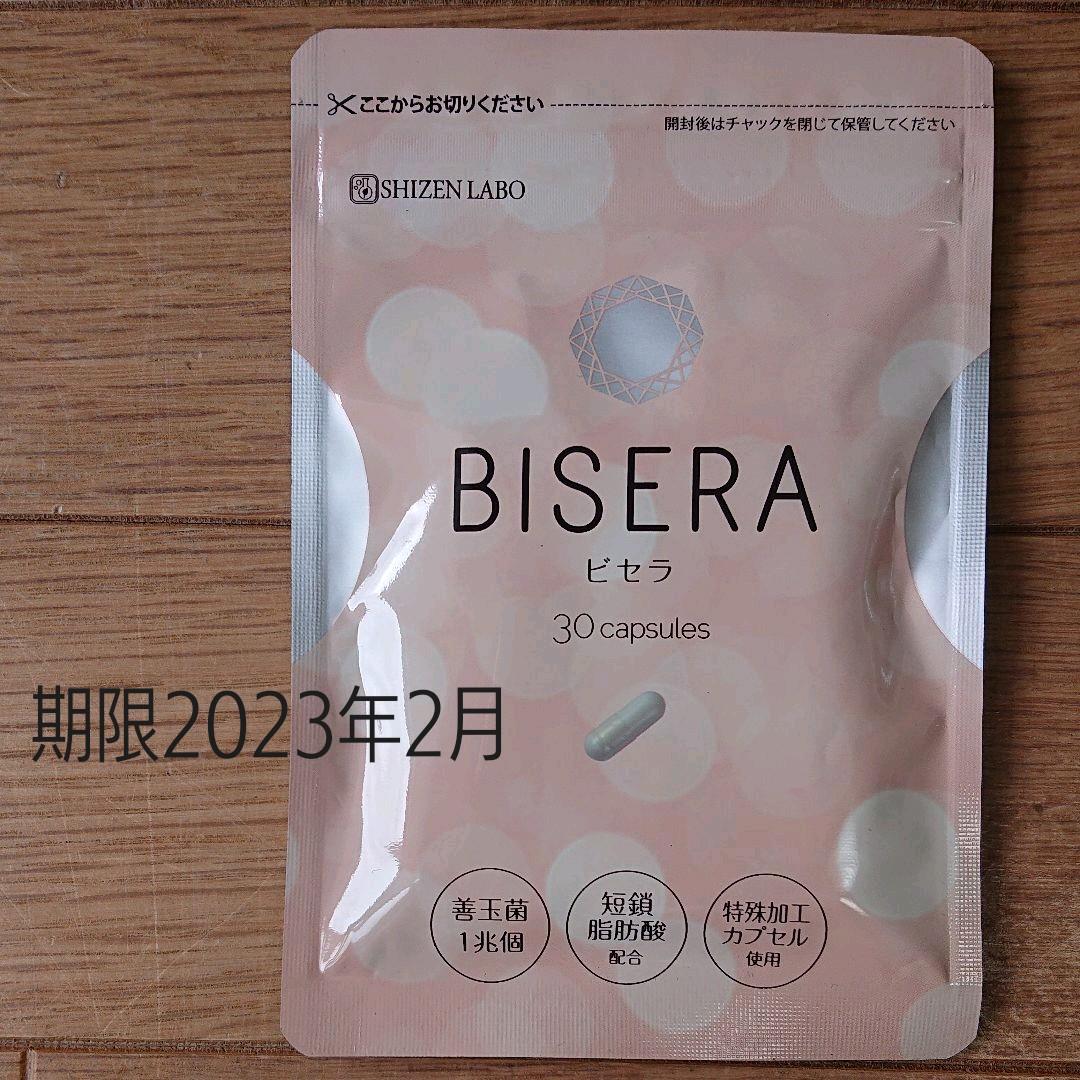 ここからお切りください
開封後はチャックを閉じて保管してください
SHIZEN LABO
BISERA
ビセラ
30 capsules
期限2023年2月
善玉菌
1兆個
短鎖
脂肪酸
配合
特殊加工
カプセル
使用